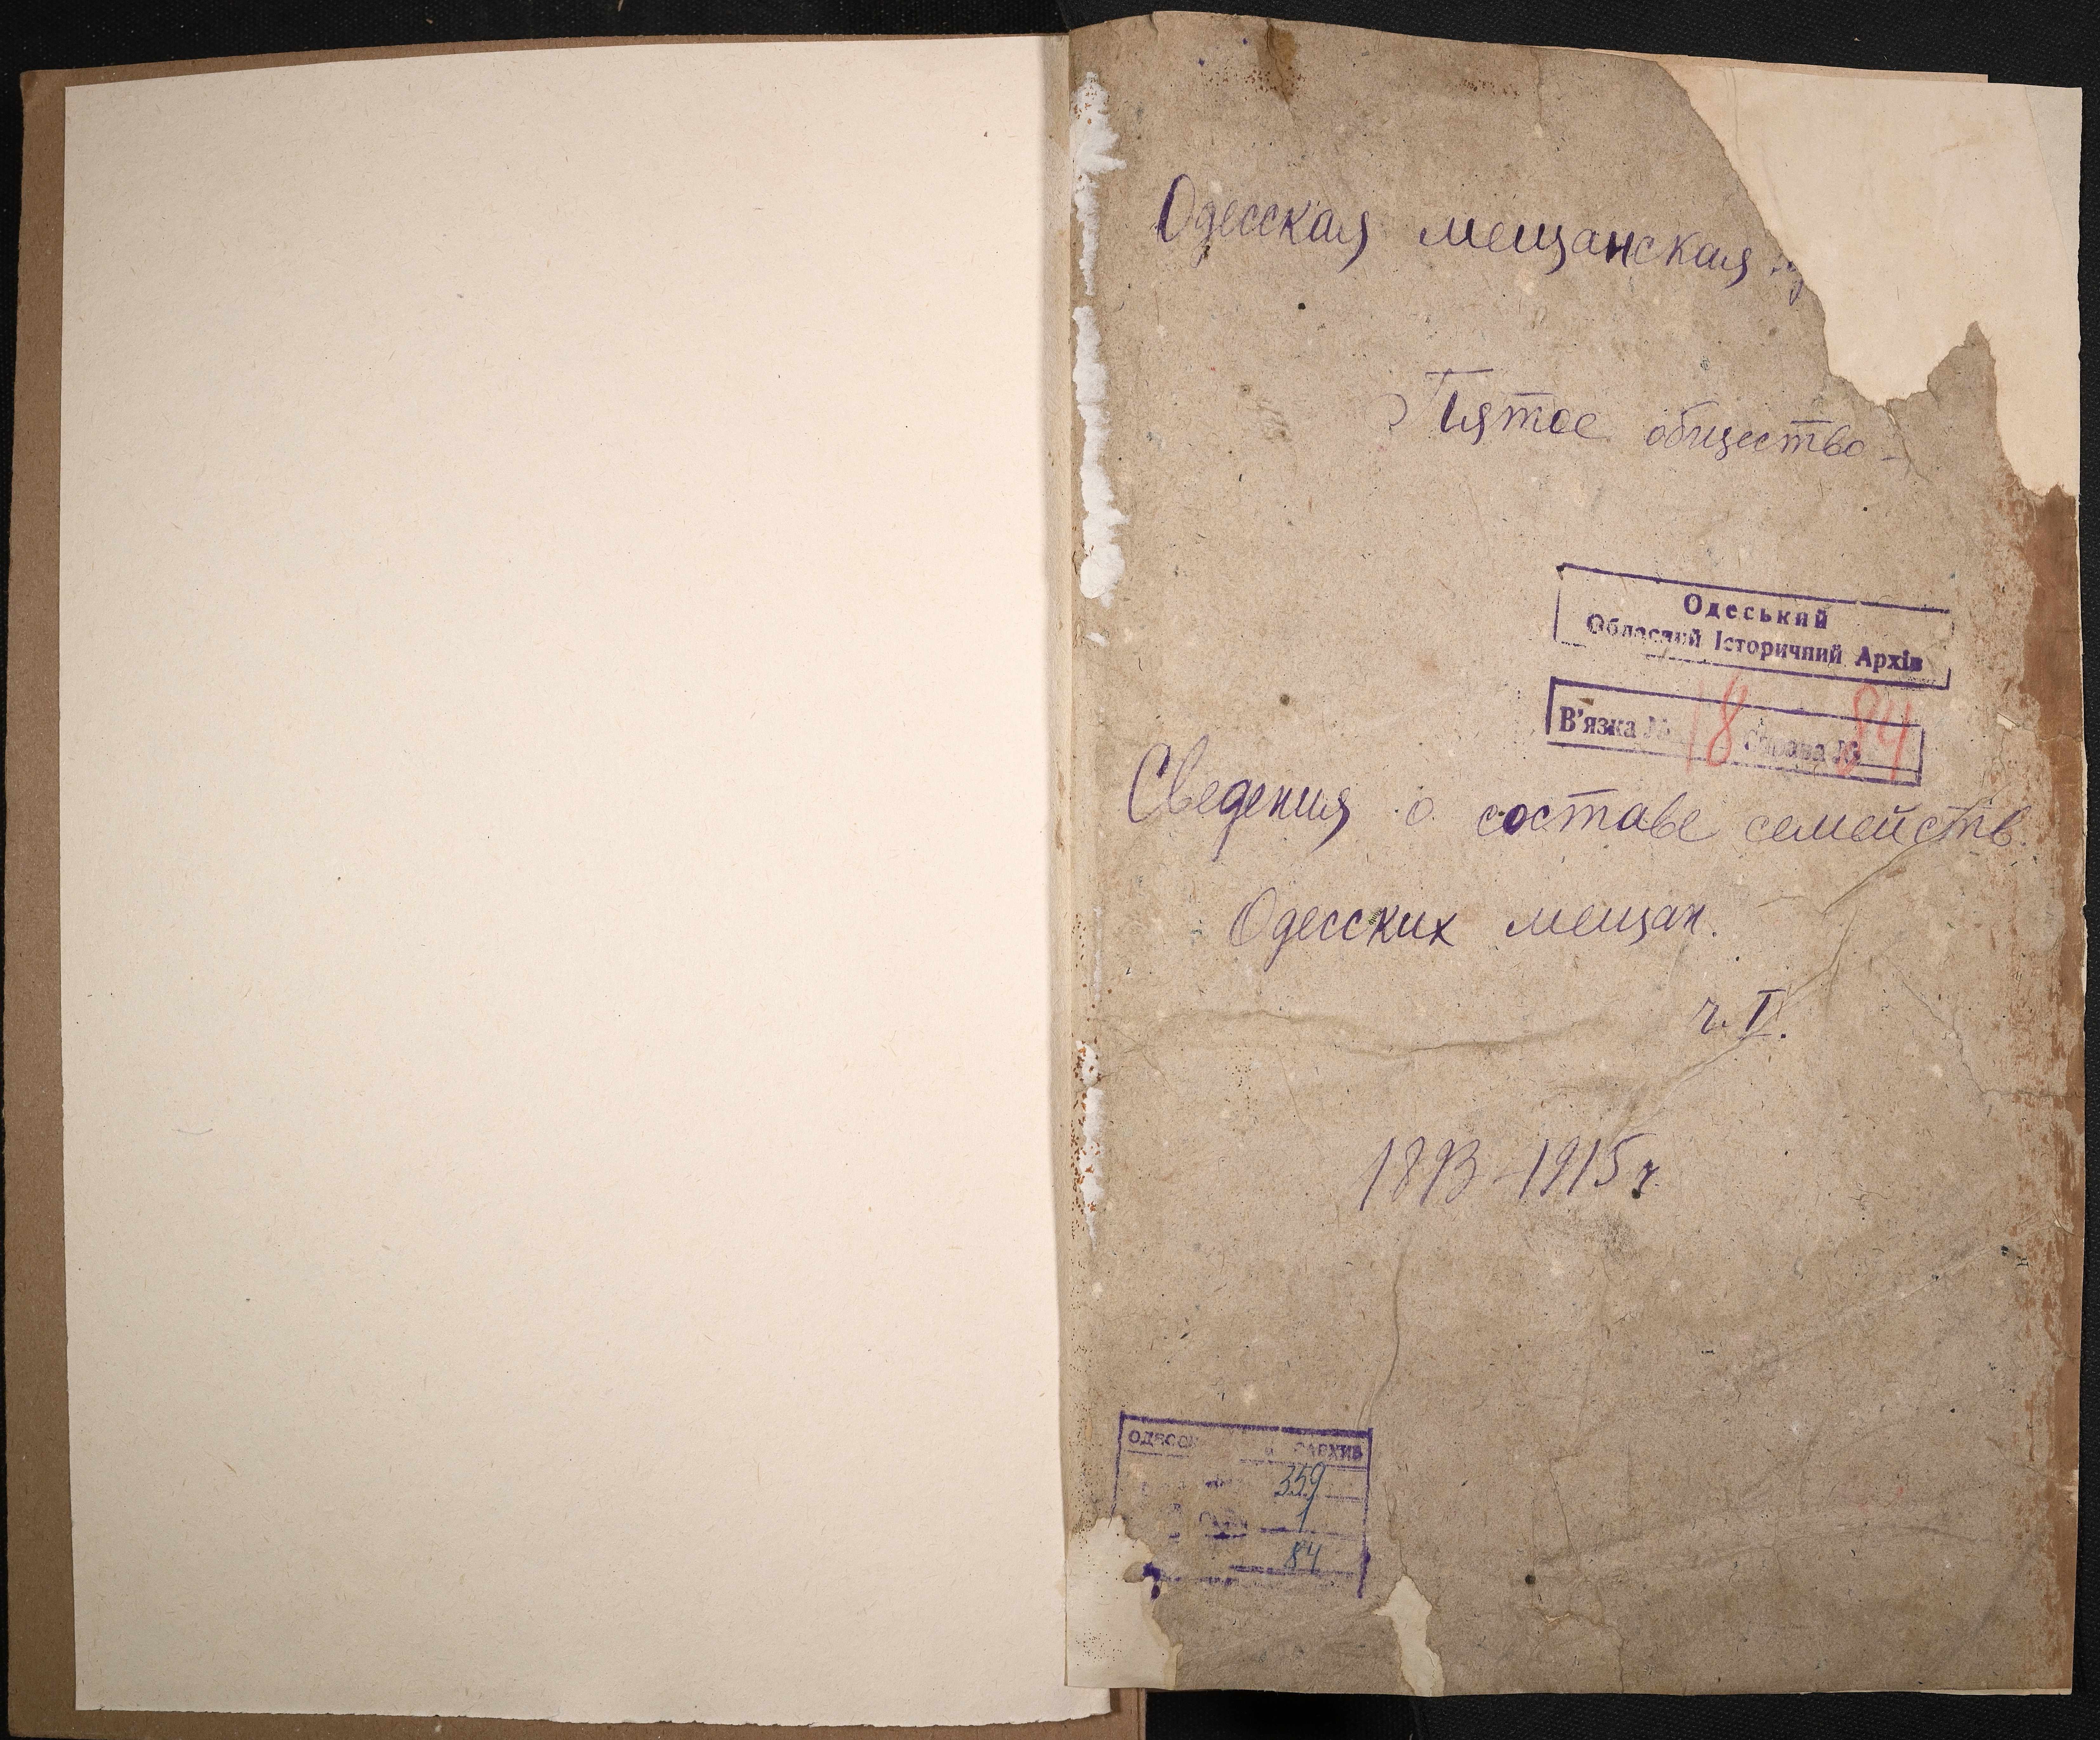 Одесская мещанская
Пятое общество
Одеський
Обласний Історичний Архів
В'язка № 18 справа № 84
Сведения о составе семейств
Одесских мещан.
ч. I.
1893-1915 г.
359
1
84